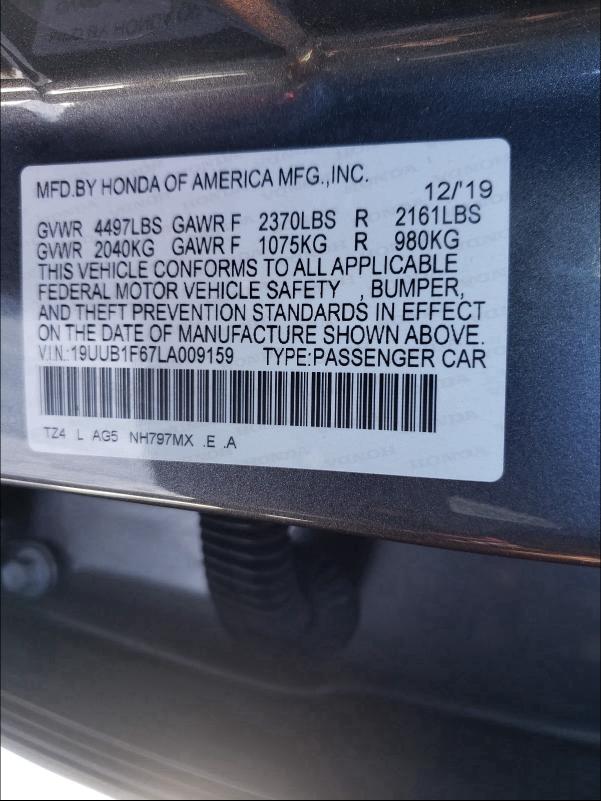 MFD.BY HONDA OF AMERICA MFG.,INC.
12/'19
GVWR 4497LBS GAWR F 2370LBS R 2161LBS
GVWR 2040KG GAWR F 1075KG R 980KG
THIS VEHICLE CONFORMS TO ALL APPLICABLE
FEDERAL MOTOR VEHICLE SAFETY , BUMPER,
AND THEFT PREVENTION STANDARDS IN EFFECT
ON THE DATE OF MANUFACTURE SHOWN ABOVE.
VIN:19UUB1F67LA009159 TYPE:PASSENGER CAR
TZ4 L AG5 NH797MX .E .A